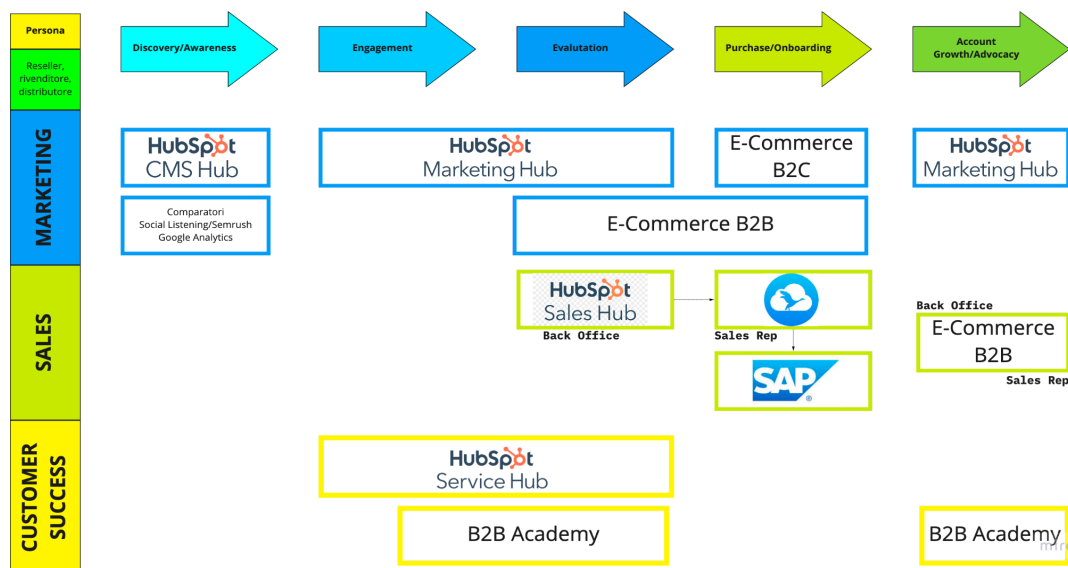 Persona
Discovery/Awareness
Engagement
Evalutation
Purchase/Onboarding
Account
Growth/Advocacy
Reseller,
rivenditore,
distributore
MARKETING
HubSpot
CMS Hub
HubSpot
Marketing Hub
E-Commerce
B2C
HubSpot
Marketing Hub
Comparatori
Social Listening/Semrush
Google Analytics
E-Commerce B2B
SALES
HubSpot
Sales Hub
Back Office
Sales Rep
SAP
®
Back Office
E-Commerce
B2B
Sales Rep
CUSTOMER
SUCCESS
HubSpot
Service Hub
B2B Academy
B2B Academy